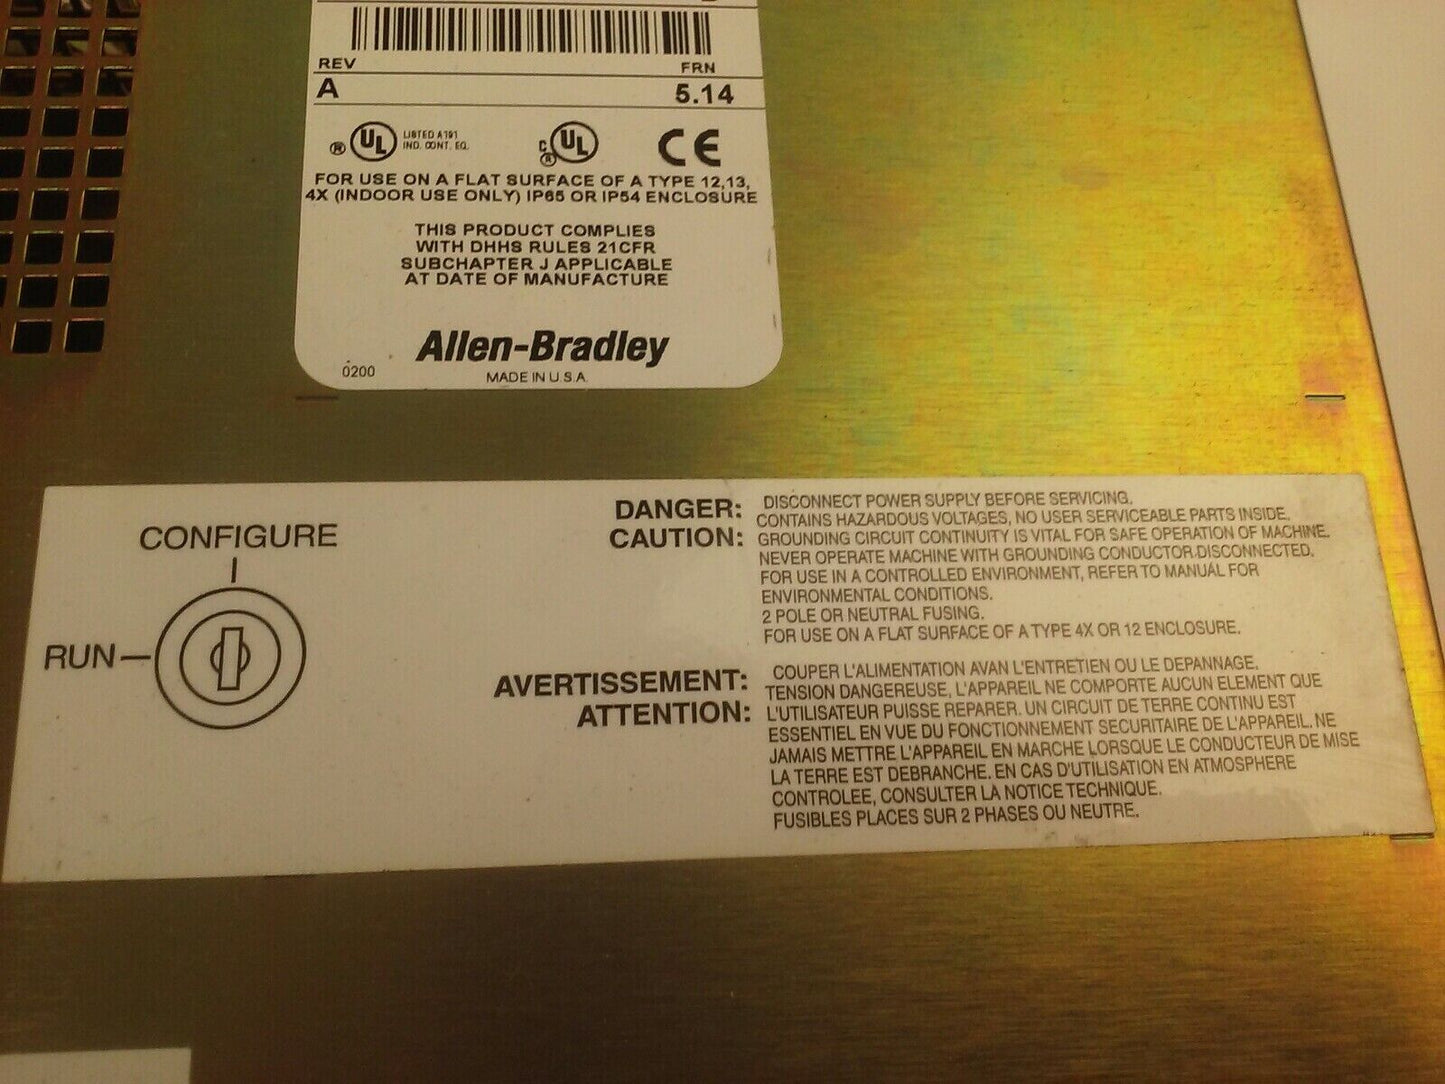 REV FRN
A 5.14
® UL LISTED A191
IND. CONT. EQ.
C UL ® CE
FOR USE ON A FLAT SURFACE OF A TYPE 12,13,
4X (INDOOR USE ONLY) IP65 OR IP54 ENCLOSURE
THIS PRODUCT COMPLIES
WITH DHHS RULES 21CFR
SUBCHAPTER J APPLICABLE
AT DATE OF MANUFACTURE
Allen-Bradley
0200 MADE IN U.S.A.
CONFIGURE
RUN
DANGER: DISCONNECT POWER SUPPLY BEFORE SERVICING.
CONTAINS HAZARDOUS VOLTAGES, NO USER SERVICEABLE PARTS INSIDE.
CAUTION: GROUNDING CIRCUIT CONTINUITY IS VITAL FOR SAFE OPERATION OF MACHINE.
NEVER OPERATE MACHINE WITH GROUNDING CONDUCTOR DISCONNECTED.
FOR USE IN A CONTROLLED ENVIRONMENT, REFER TO MANUAL FOR
ENVIRONMENTAL CONDITIONS.
2 POLE OR NEUTRAL FUSING.
FOR USE ON A FLAT SURFACE OF A TYPE 4X OR 12 ENCLOSURE.
AVERTISSEMENT: COUPER L'ALIMENTATION AVAN L'ENTRETIEN OU LE DEPANNAGE.
TENSION DANGEREUSE, L'APPAREIL NE COMPORTE AUCUN ELEMENT QUE
ATTENTION: L'UTILISATEUR PUISSE REPARER. UN CIRCUIT DE TERRE CONTINU EST
ESSENTIEL EN VUE DU FONCTIONNEMENT SECURITAIRE DE L'APPAREIL. NE
JAMAIS METTRE L'APPAREIL EN MARCHE LORSQUE LE CONDUCTEUR DE MISE
LA TERRE EST DEBRANCHE. EN CAS D'UTILISATION EN ATMOSPHERE
CONTROLEE, CONSULTER LA NOTICE TECHNIQUE.
FUSIBLES PLACES SUR 2 PHASES OU NEUTRE.